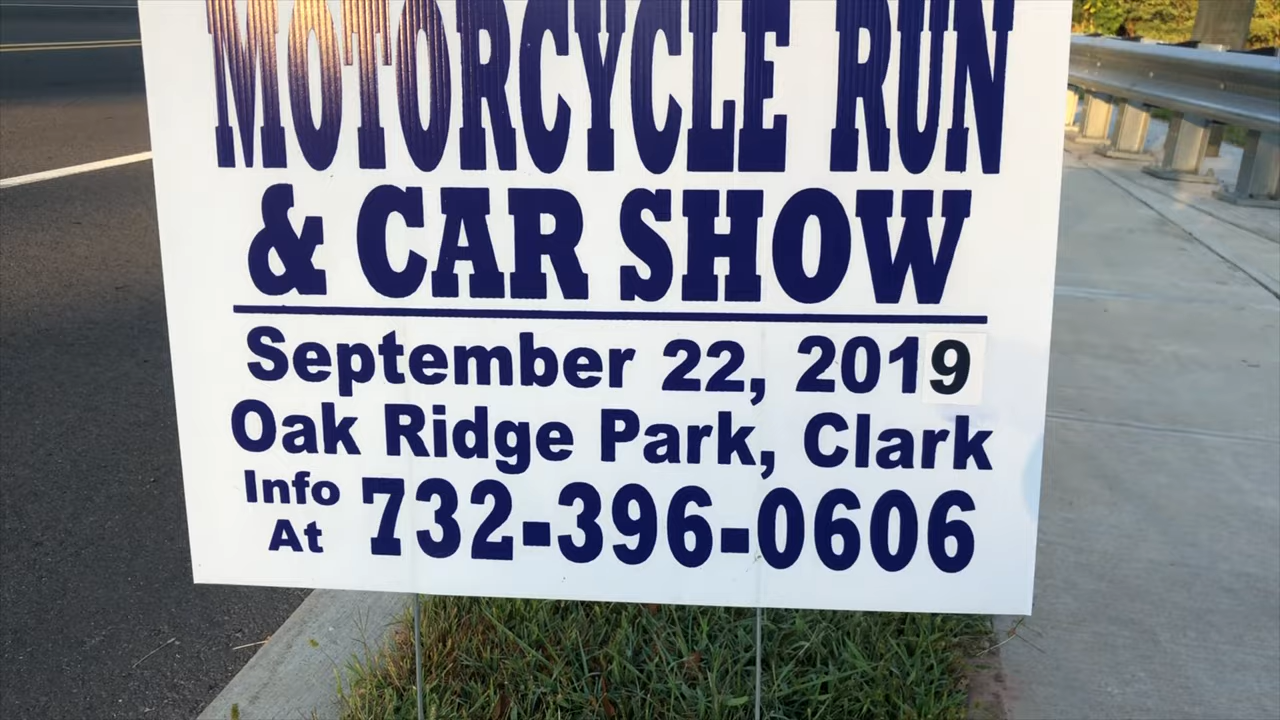 MOTORCYCLE RUN
& CAR SHOW
September 22, 2019
Oak Ridge Park, Clark
Info At 732-396-0606